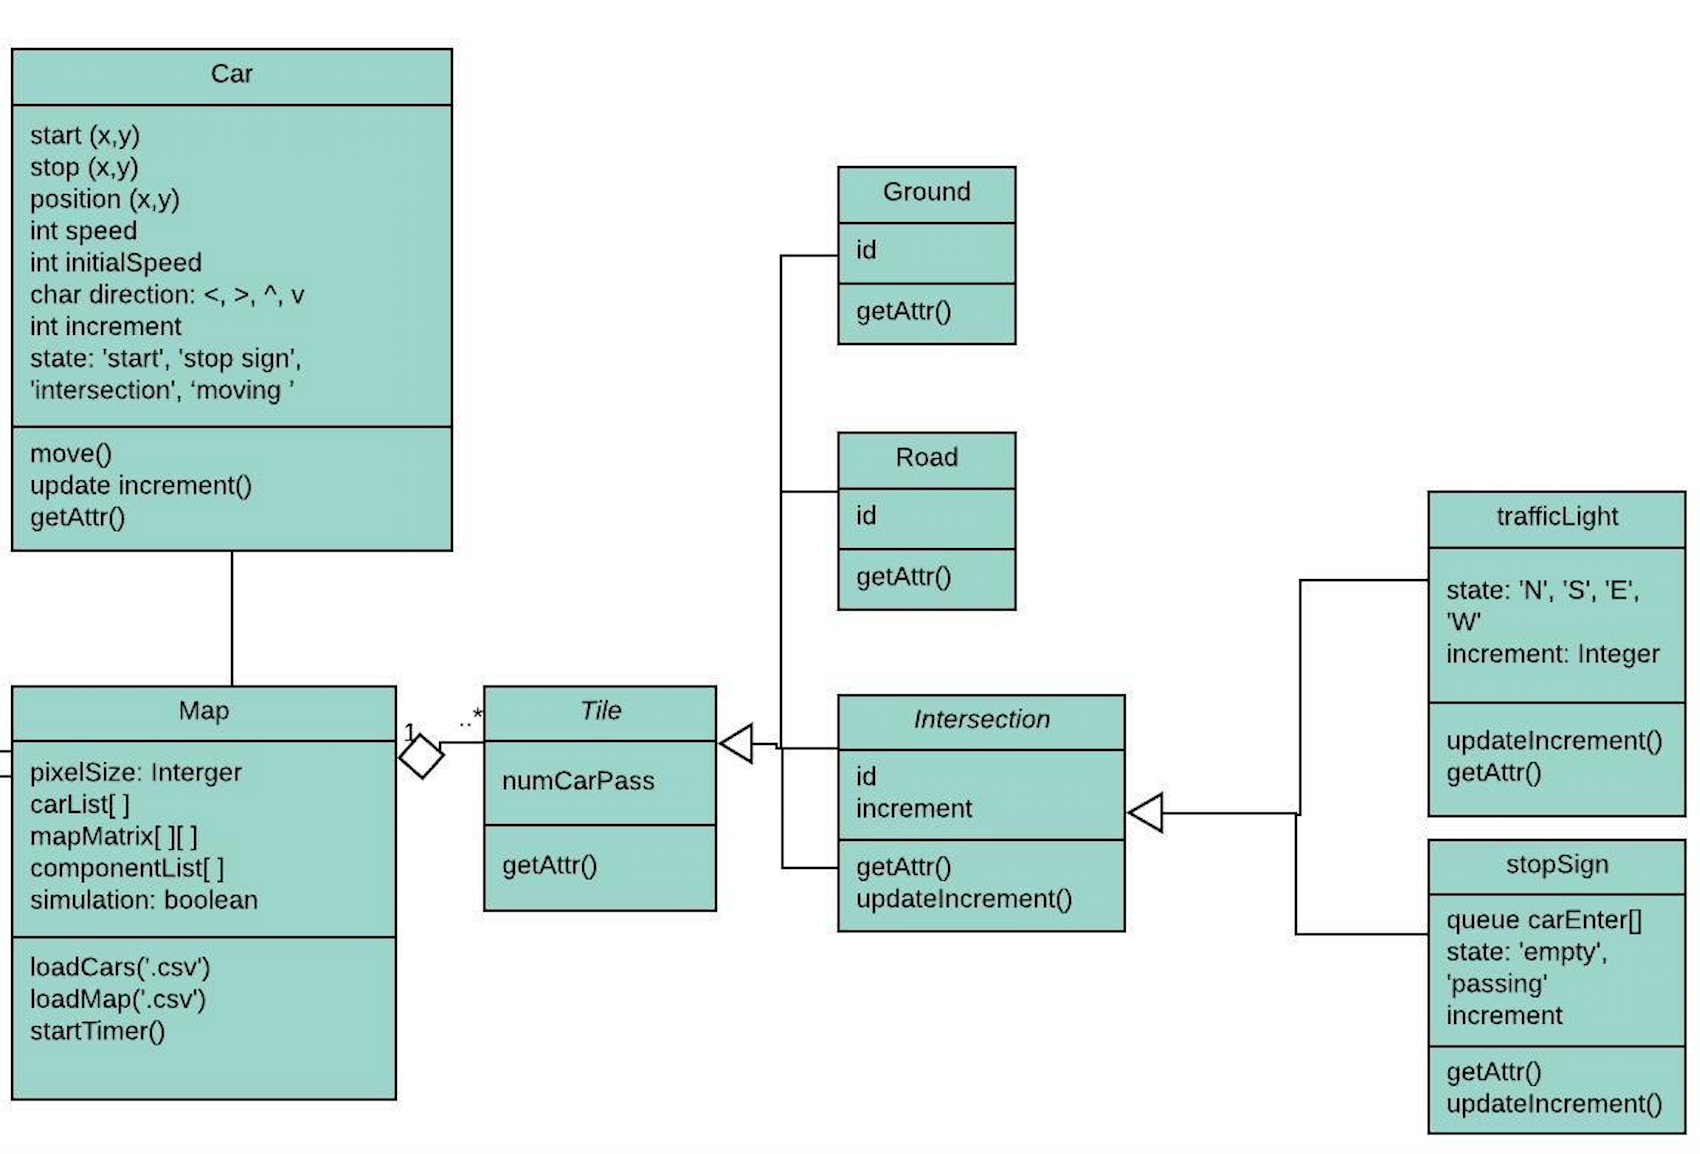 Car
start (x,y)
stop (x,y)
position (x,y)
int speed
int initialSpeed
char direction: <, >, ^, v
int increment
state: 'start', 'stop sign',
'intersection', ‘moving ’
move()
update increment()
getAttr()
Map
pixelSize: Interger
carList[ ]
mapMatrix[ ][ ]
componentList[ ]
simulation: boolean
loadCars('.csv')
loadMap('.csv')
startTimer()
1
..*
Tile
numCarPass
getAttr()
Ground
id
getAttr()
Road
id
getAttr()
Intersection
id
increment
getAttr()
updateIncrement()
trafficLight
state: 'N', 'S', 'E',
'W'
increment: Integer
updateIncrement()
getAttr()
stopSign
queue carEnter[]
state: 'empty',
'passing'
increment
getAttr()
updateIncrement()